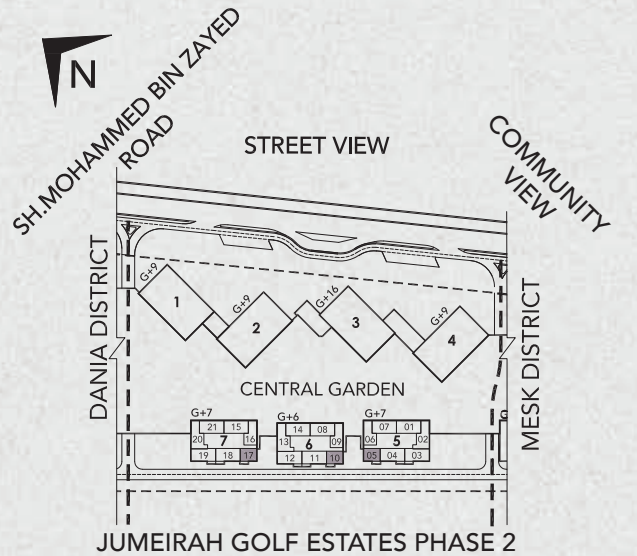 N
SH.MOHAMMED BIN ZAYED
ROAD
STREET VIEW
COMMUNITY
VIEW
DANIA DISTRICT
MESK DISTRICT
G+9
1
G+9
2
G+16
3
G+9
4
CENTRAL GARDEN
G+7
21 15
20 7 16
19 18 17
G+6
14 08
13 6 09
12 11 10
G+7
07 01
06 5 02
05 04 03
G
JUMEIRAH GOLF ESTATES PHASE 2